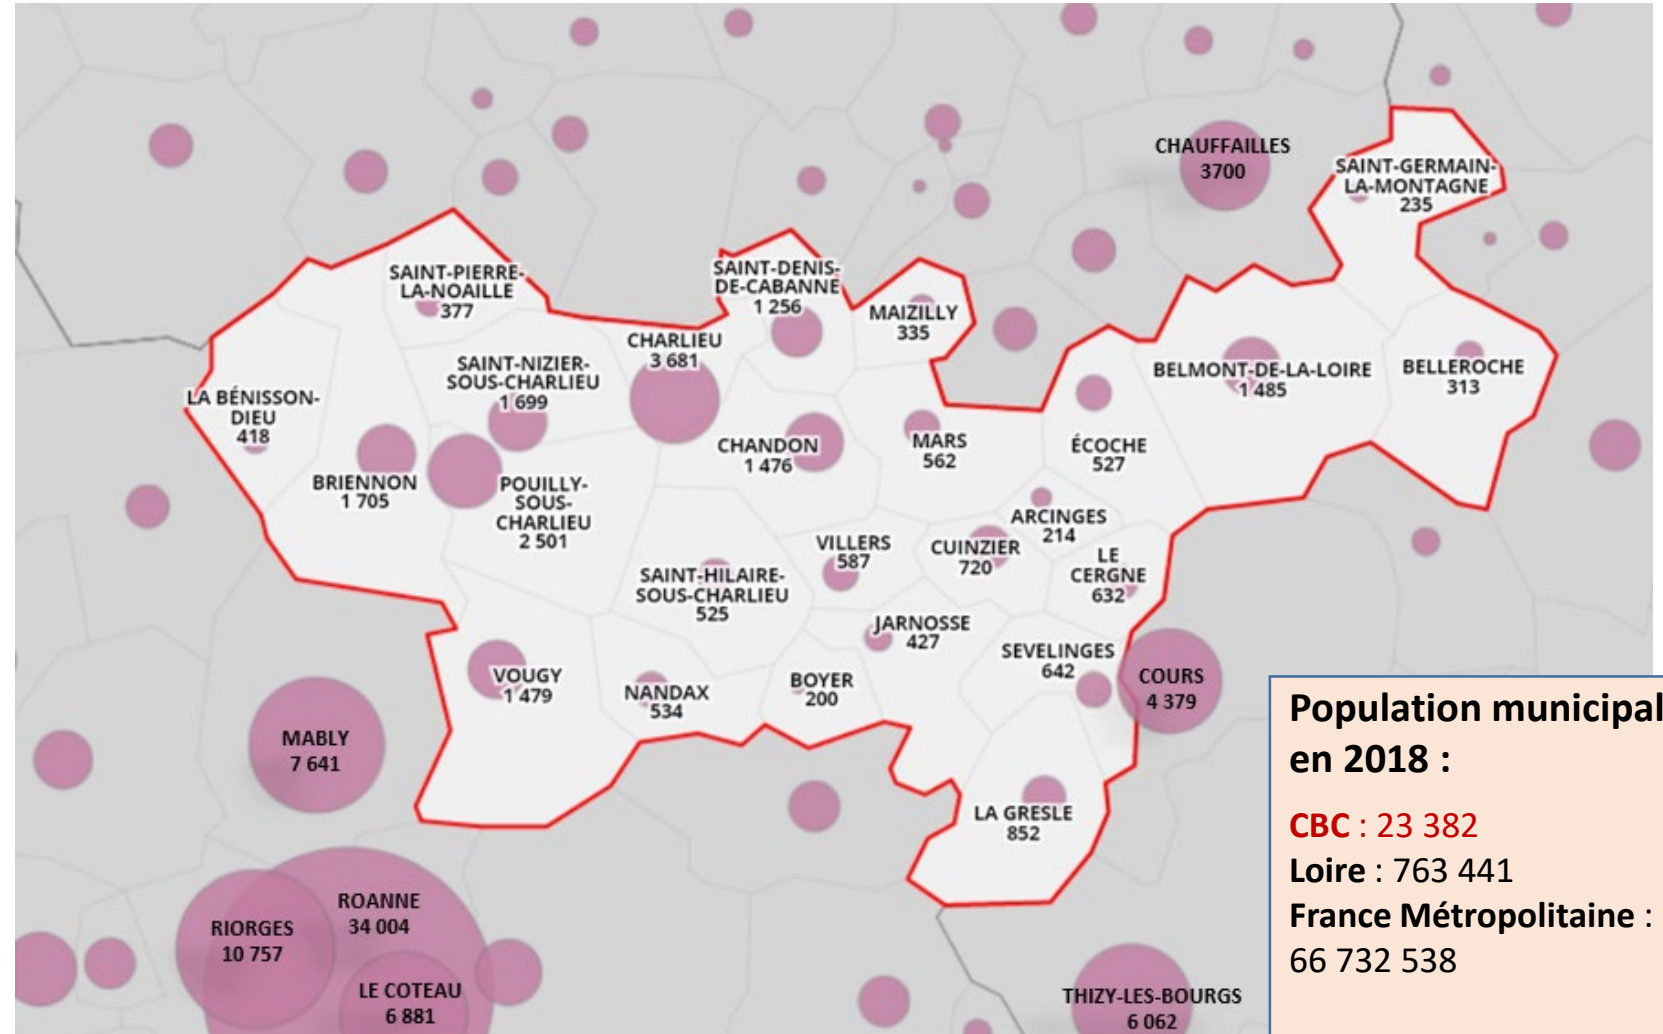 CHAUFFAILLES
3700
SAINT-GERMAIN-
LA-MONTAGNE
235
SAINT-PIERRE-
LA-NOAILLE
377
SAINT-DENIS-
DE-CABANNE
1 256
MAIZILLY
335
CHARLIEU
3 681
SAINT-NIZIER-
SOUS-CHARLIEU
1 699
BELMONT-DE-LA-LOIRE
1 485
BELLEROCHE
313
LA BÉNISSON-
DIEU
418
CHANDON
1 476
MARS
562
ÉCOCHE
527
BRIENNON
1 705
POUILLY-
SOUS-
CHARLIEU
2 501
ARCINGES
214
VILLERS
587
CUINZIER
720
LE
CERGNE
632
SAINT-HILAIRE-
SOUS-CHARLIEU
525
JARNOSSE
427
SEVELINGES
642
COURS
4 379
VOUGY
1 479
NANDAX
534
BOYER
200
MABLY
7 641
LA GRESLE
852
ROANNE
34 004
RIORGES
10 757
LE COTEAU
6 881
THIZY-LES-BOURGS
6 062
Population municipal
en 2018 :
CBC : 23 382
Loire : 763 441
France Métropolitaine :
66 732 538